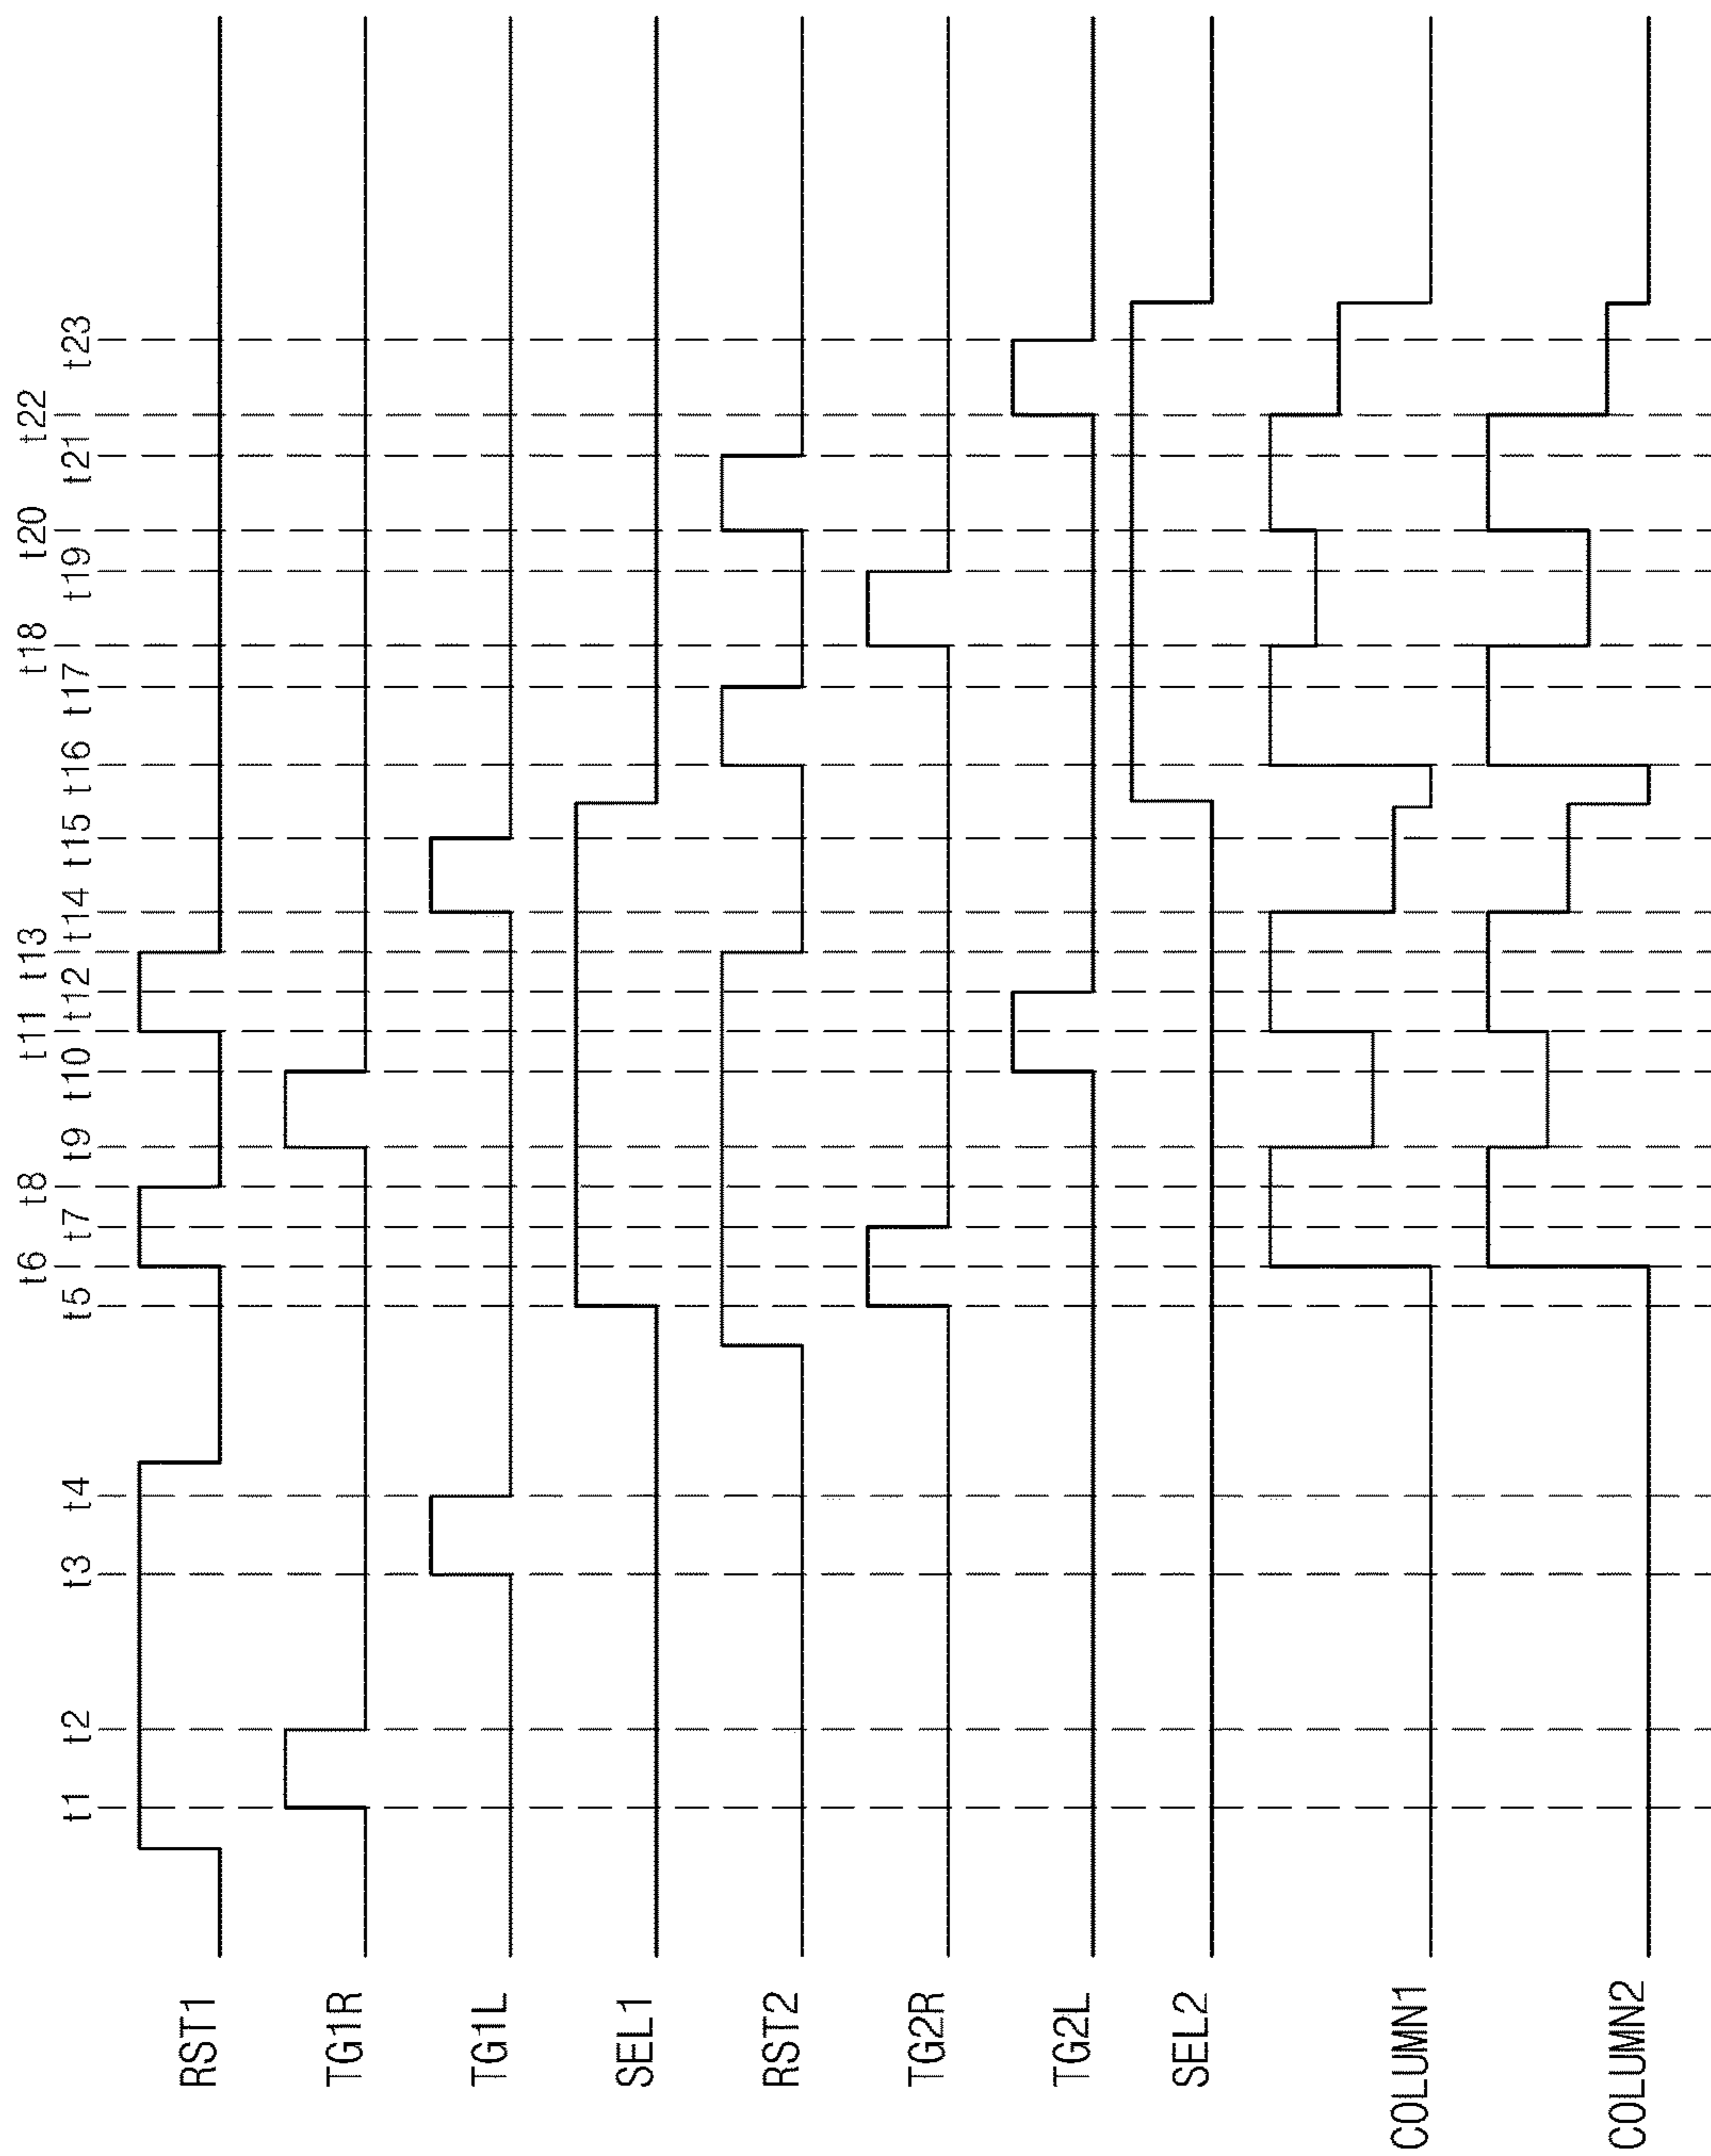 t1 t2 t3 t4 t5 t6 t7 t8 t9 t10 t11 t12 t13 t14 t15 t16 t17 t18 t19 t20 t21 t22 t23
RST1
TG1R
TG1L
SEL1
RST2
TG2R
TG2L
SEL2
COLUMN1
COLUMN2